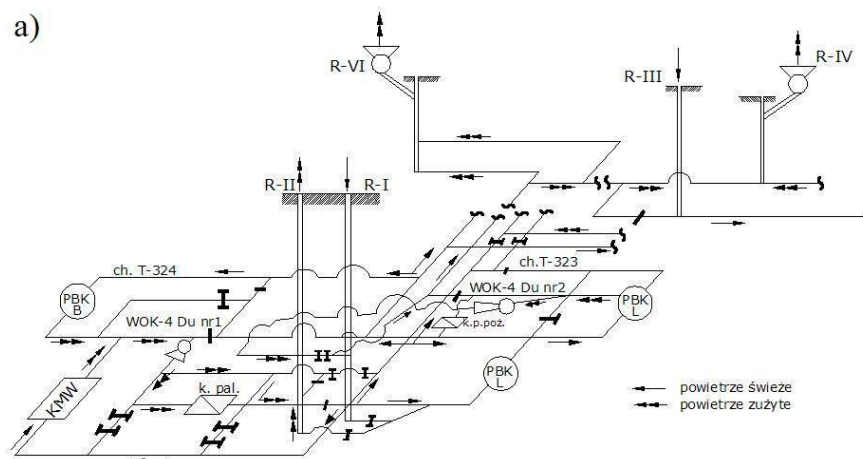 a)
R-VI
R-III
R-IV
R-II
R-I
ch. T-324
ch.T-323
PBK
B
WOK-4 Du nr1
WOK-4 Du nr2
PBK
L
k.p.poż.
PBK
L
KMW
k. pal.
powietrze świeże
powietrze zużyte